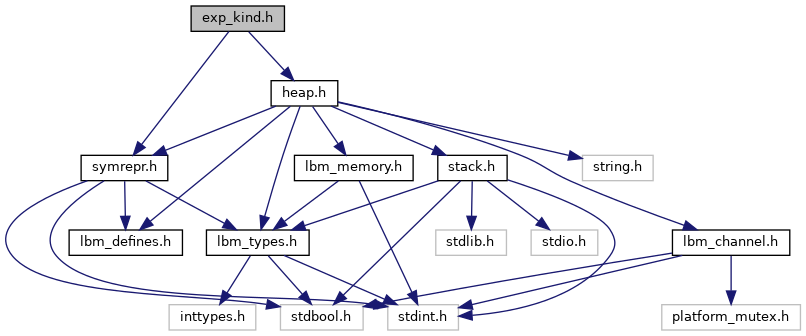 exp_kind.h
heap.h
symrepr.h
lbm_memory.h
stack.h
string.h
lbm_defines.h
lbm_types.h
stdlib.h
stdio.h
lbm_channel.h
inttypes.h
stdbool.h
stdint.h
platform_mutex.h